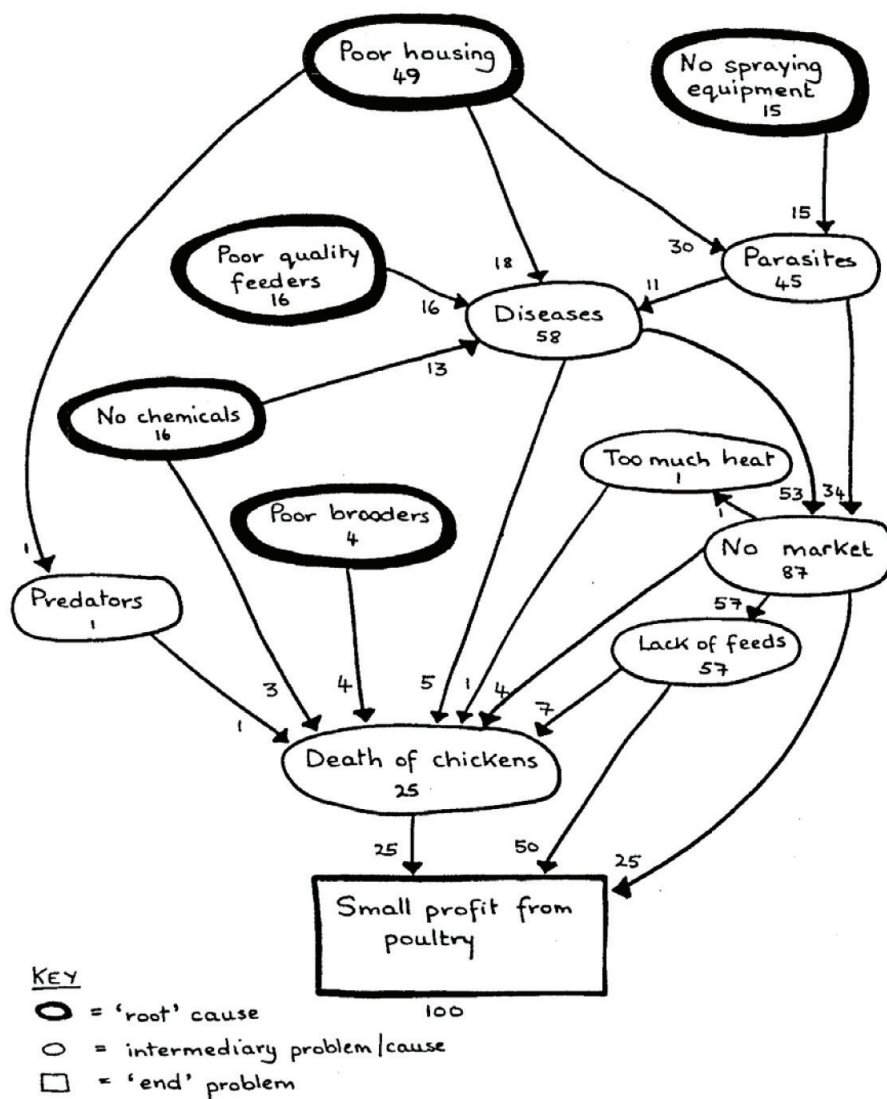 Poor housing
49
No spraying
equipment
15
15
30
Parasites
45
Poor quality
feeders
16
18
16
11
Diseases
58
13
No chemicals
16
Too much heat
1
Poor brooders
4
53
34
1
No market
87
1
Predators
1
57
Lack of feeds
57
3
4
5
1
4
7
1
Death of chickens
25
25
50
25
Small profit from
poultry
100
KEY
= 'root' cause
= intermediary problem/cause
= 'end' problem